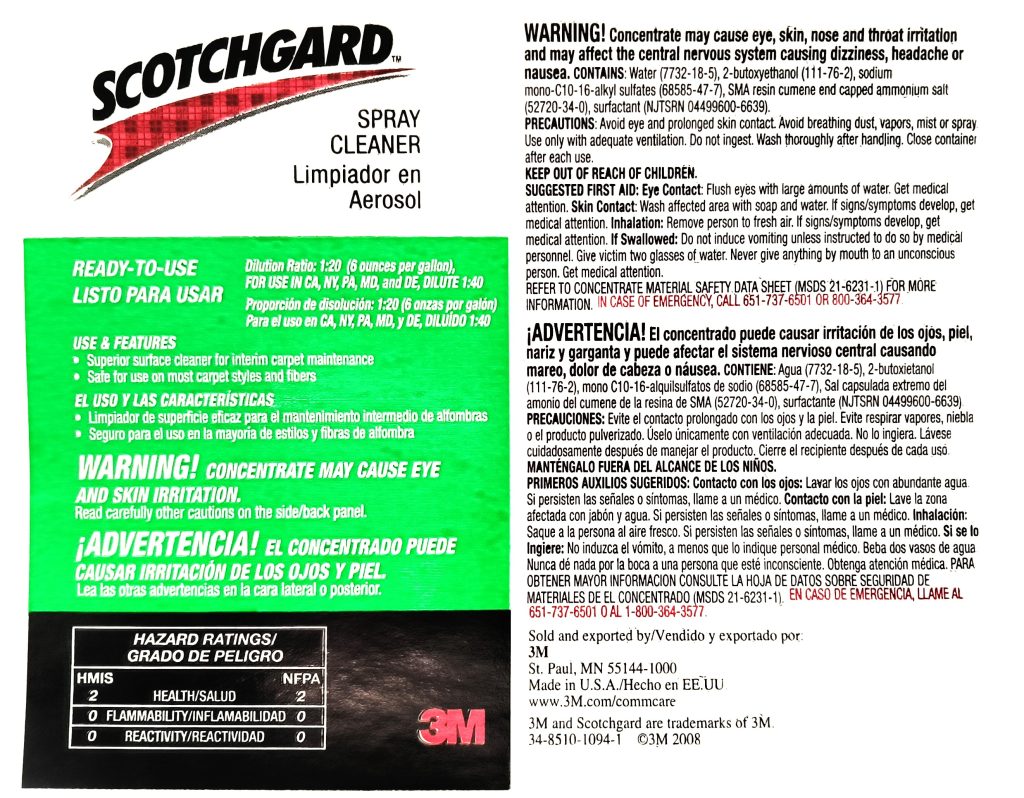 SCOTCHGARD™
SPRAY
CLEANER
Limpiador en
Aerosol
READY-TO-USE
LISTO PARA USAR
Dilution Ratio: 1:20 (6 ounces per gallon),
FOR USE IN CA, NY, PA, MD, and DE, DILUTE 1:40
Proporción de disolución: 1:20 (6 onzas por galón)
Para el uso en CA, NY, PA, MD, y DE, DILUÍDO 1:40
USE & FEATURES
• Superior surface cleaner for interim carpet maintenance
• Safe for use on most carpet styles and fibers
EL USO Y LAS CARACTERÍSTICAS
• Limpiador de superficie eficaz para el mantenimiento intermedio de alfombras
• Seguro para el uso en la mayoría de estilos y fibras de alfombra
WARNING! CONCENTRATE MAY CAUSE EYE
AND SKIN IRRITATION.
Read carefully other cautions on the side/back panel.
¡ADVERTENCIA! EL CONCENTRADO PUEDE
CAUSAR IRRITACIÓN DE LOS OJOS Y PIEL.
Lea las otras advertencias en la cara lateral o posterior.
HAZARD RATINGS/
GRADO DE PELIGRO
HMIS NFPA
2 HEALTH/SALUD 2
0 FLAMMABILITY/INFLAMABILIDAD 0
0 REACTIVITY/REACTIVIDAD 0
3M
WARNING! Concentrate may cause eye, skin, nose and throat irritation
and may affect the central nervous system causing dizziness, headache or
nausea. CONTAINS: Water (7732-18-5), 2-butoxyethanol (111-76-2), sodium
mono-C10-16-alkyl sulfates (68585-47-7), SMA resin cumene end capped ammonium salt
(52720-34-0), surfactant (NJTSRN 04499600-6639).
PRECAUTIONS: Avoid eye and prolonged skin contact. Avoid breathing dust, vapors, mist or spray.
Use only with adequate ventilation. Do not ingest. Wash thoroughly after handling. Close container
after each use.
KEEP OUT OF REACH OF CHILDREN.
SUGGESTED FIRST AID: Eye Contact: Flush eyes with large amounts of water. Get medical
attention. Skin Contact: Wash affected area with soap and water. If signs/symptoms develop, get
medical attention. Inhalation: Remove person to fresh air. If signs/symptoms develop, get
medical attention. If Swallowed: Do not induce vomiting unless instructed to do so by medical
personnel. Give victim two glasses of water. Never give anything by mouth to an unconscious
person. Get medical attention.
REFER TO CONCENTRATE MATERIAL SAFETY DATA SHEET (MSDS 21-6231-1) FOR MORE
INFORMATION. IN CASE OF EMERGENCY, CALL 651-737-6501 OR 800-364-3577.
¡ADVERTENCIA! El concentrado puede causar irritación de los ojos, piel,
nariz y garganta y puede afectar el sistema nervioso central causando
mareo, dolor de cabeza o náusea. CONTIENE: Agua (7732-18-5), 2-butoxietanol
(111-76-2), mono C10-16-alquilsulfatos de sodio (68585-47-7), Sal capsulada extremo del
amonio del cumene de la resina de SMA (52720-34-0), surfactante (NJTSRN 04499600-6639).
PRECAUCIONES: Evite el contacto prolongado con los ojos y la piel. Evite respirar vapores, niebla
o el producto pulverizado. Úselo únicamente con ventilación adecuada. No lo ingiera. Lávese
cuidadosamente después de manejar el producto. Cierre el recipiente después de cada uso.
MANTÉNGALO FUERA DEL ALCANCE DE LOS NIÑOS.
PRIMEROS AUXILIOS SUGERIDOS: Contacto con los ojos: Lavar los ojos con abundante agua.
Si persisten las señales o síntomas, llame a un médico. Contacto con la piel: Lave la zona
afectada con jabón y agua. Si persisten las señales o síntomas, llame a un médico. Inhalación:
Saque a la persona al aire fresco. Si persisten las señales o síntomas, llame a un médico. Si se lo
Ingiere: No induzca el vómito, a menos que lo indique personal médico. Beba dos vasos de agua.
Nunca dé nada por la boca a una persona que esté inconsciente. Obtenga atención médica. PARA
OBTENER MAYOR INFORMACION CONSULTE LA HOJA DE DATOS SOBRE SEGURIDAD DE
MATERIALES DE EL CONCENTRADO (MSDS 21-6231-1). EN CASO DE EMERGENCIA, LLAME AL
651-737-6501 O AL 1-800-364-3577.
Sold and exported by/Vendido y exportado por:
3M
St. Paul, MN 55144-1000
Made in U.S.A./Hecho en EE.UU.
www.3M.com/commcare
3M and Scotchgard are trademarks of 3M.
34-8510-1094-1 ©3M 2008